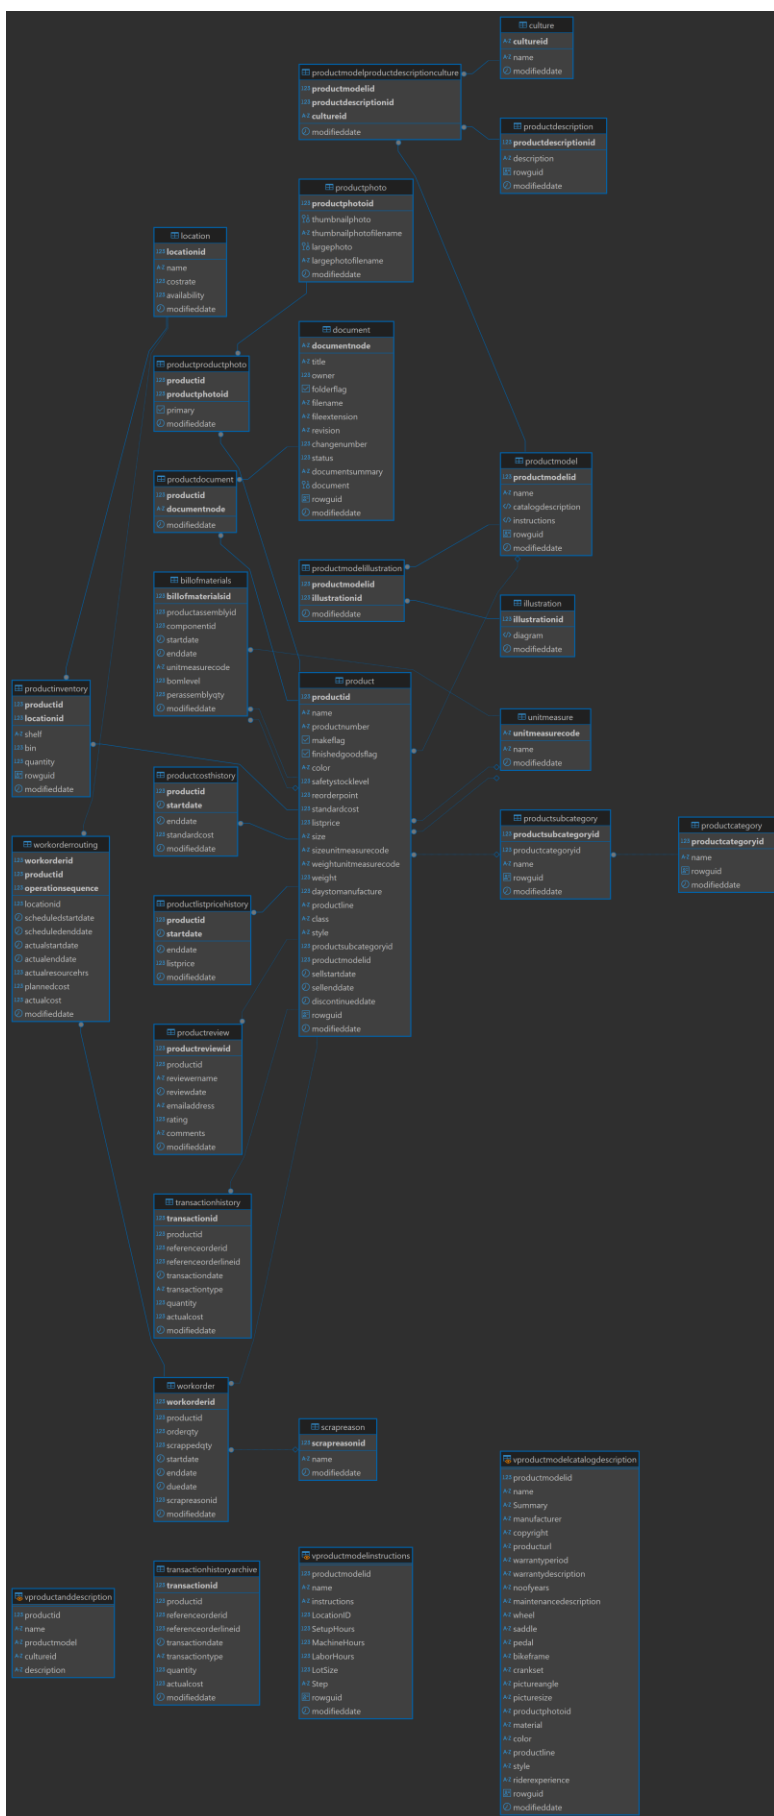 culture
cultureid
name
modifieddate
productmodelproductdescriptionculture
productmodelid
productdescriptionid
cultureid
modifieddate
productdescription
productdescriptionid
description
rowguid
modifieddate
productphoto
productphotoid
thumbnailphoto
thumbnailphotofilename
largephoto
largephotofilename
modifieddate
location
locationid
name
costrate
availability
modifieddate
document
documentnode
title
owner
folderflag
filename
fileextension
revision
changenumber
status
documentsummary
document
rowguid
modifieddate
productproductphoto
productid
productphotoid
primary
modifieddate
productmodel
productmodelid
name
catalogdescription
instructions
rowguid
modifieddate
productdocument
productid
documentnode
modifieddate
productmodelillustration
productmodelid
illustrationid
modifieddate
billofmaterials
billofmaterialsid
productassemblyid
componentid
startdate
enddate
unitmeasurecode
bomlevel
perassemblyqty
modifieddate
illustration
illustrationid
diagram
modifieddate
product
productid
name
productnumber
makeflag
finishedgoodsflag
color
safetystocklevel
reorderpoint
standardcost
listprice
size
sizeunitmeasurecode
weightunitmeasurecode
weight
daystomanufacture
productline
class
style
productsubcategoryid
productmodelid
sellstartdate
sellenddate
discontinueddate
rowguid
modifieddate
productinventory
productid
locationid
shelf
bin
quantity
rowguid
modifieddate
unitmeasure
unitmeasurecode
name
modifieddate
productcosthistory
productid
startdate
enddate
standardcost
modifieddate
productsubcategory
productsubcategoryid
productcategoryid
name
rowguid
modifieddate
productcategory
productcategoryid
name
rowguid
modifieddate
workorderrouting
workorderid
productid
operationsequence
locationid
scheduledstartdate
scheduledenddate
actualstartdate
actualenddate
actualresourcehrs
plannedcost
actualcost
modifieddate
productlistpricehistory
productid
startdate
enddate
listprice
modifieddate
productreview
productreviewid
productid
reviewername
reviewdate
emailaddress
rating
comments
modifieddate
transactionhistory
transactionid
productid
referenceorderid
referenceorderlineid
transactiondate
transactiontype
quantity
actualcost
modifieddate
workorder
workorderid
productid
orderqty
scrappedqty
startdate
enddate
duedate
scrapreasonid
modifieddate
scrapreason
scrapreasonid
name
modifieddate
vproductmodelcatalogdescription
productmodelid
name
Summary
manufacturer
copyright
producturl
warrantyperiod
warrantydescription
noofyears
maintenancedescription
wheel
saddle
pedal
bikeframe
crankset
pictureangle
picturesize
productphotoid
material
color
productline
style
riderexperience
rowguid
modifieddate
vproductmodelinstructions
productmodelid
name
instructions
LocationID
SetupHours
MachineHours
LaborHours
LotSize
Step
rowguid
modifieddate
transactionhistoryarchive
transactionid
productid
referenceorderid
referenceorderlineid
transactiondate
transactiontype
quantity
actualcost
modifieddate
vproductanddescription
productid
name
productmodel
cultureid
description